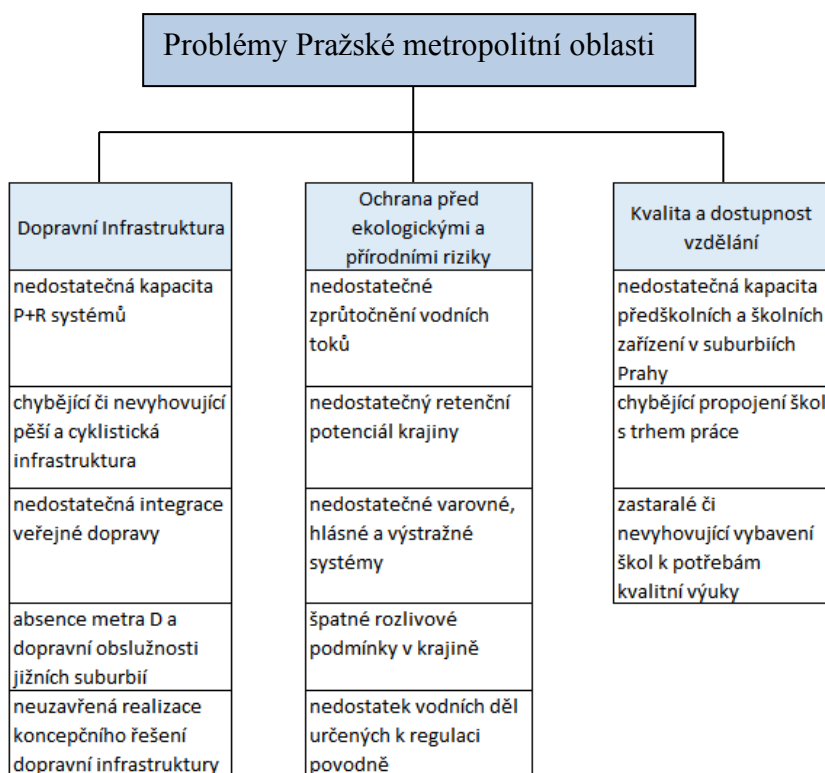 Problémy Pražské metropolitní oblasti
Dopravní Infrastruktura
nedostatečná kapacita
P+R systémů
chybějící či nevyhovující
pěší a cyklistická
infrastruktura
nedostatečná integrace
veřejné dopravy
absence metra D a
dopravní obslužnosti
jižních suburbií
neuzavřená realizace
koncepčního řešení
dopravní infrastruktury
Ochrana před
ekologickými a
přírodními riziky
nedostatečné
zprůtočnění vodních
toků
nedostatečný retenční
potenciál krajiny
nedostatečné varovné,
hlásné a výstražné
systémy
špatné rozlivové
podmínky v krajině
nedostatek vodních děl
určených k regulaci
povodně
Kvalita a dostupnost
vzdělání
nedostatečná kapacita
předškolních a školních
zařízení v suburbiích
Prahy
chybějící propojení škol
s trhem práce
zastaralé či
nevyhovující vybavení
škol k potřebám
kvalitní výuky